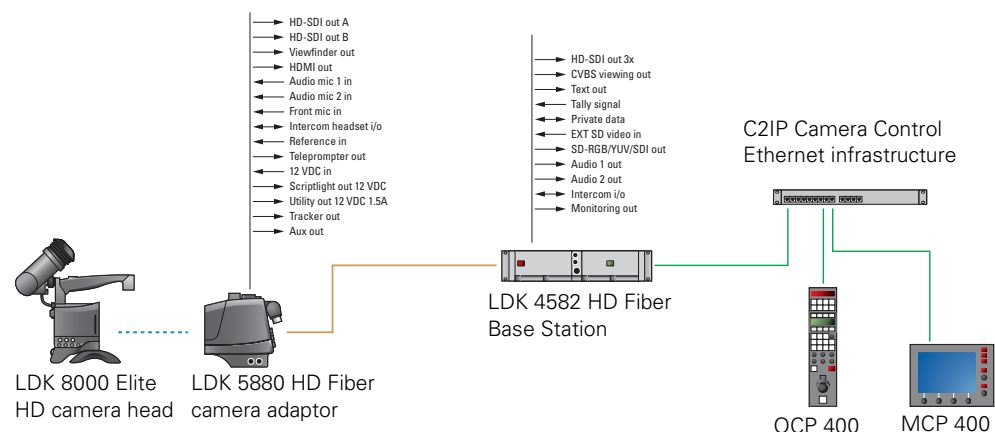 HD-SDI out A
HD-SDI out B
Viewfinder out
HDMI out
Audio mic 1 in
Audio mic 2 in
Front mic in
Intercom headset i/o
Reference in
Teleprompter out
12 VDC in
Scriptlight out 12 VDC
Utility out 12 VDC 1.5A
Tracker out
Aux out
HD-SDI out 3x
CVBS viewing out
Text out
Tally signal
Private data
EXT SD video in
SD-RGB/YUV/SDI out
Audio 1 out
Audio 2 out
Intercom i/o
Monitoring out
C2IP Camera Control
Ethernet infrastructure
LDK 8000 Elite
HD camera head
LDK 5880 HD Fiber
camera adaptor
LDK 4582 HD Fiber
Base Station
OCP 400
MCP 400